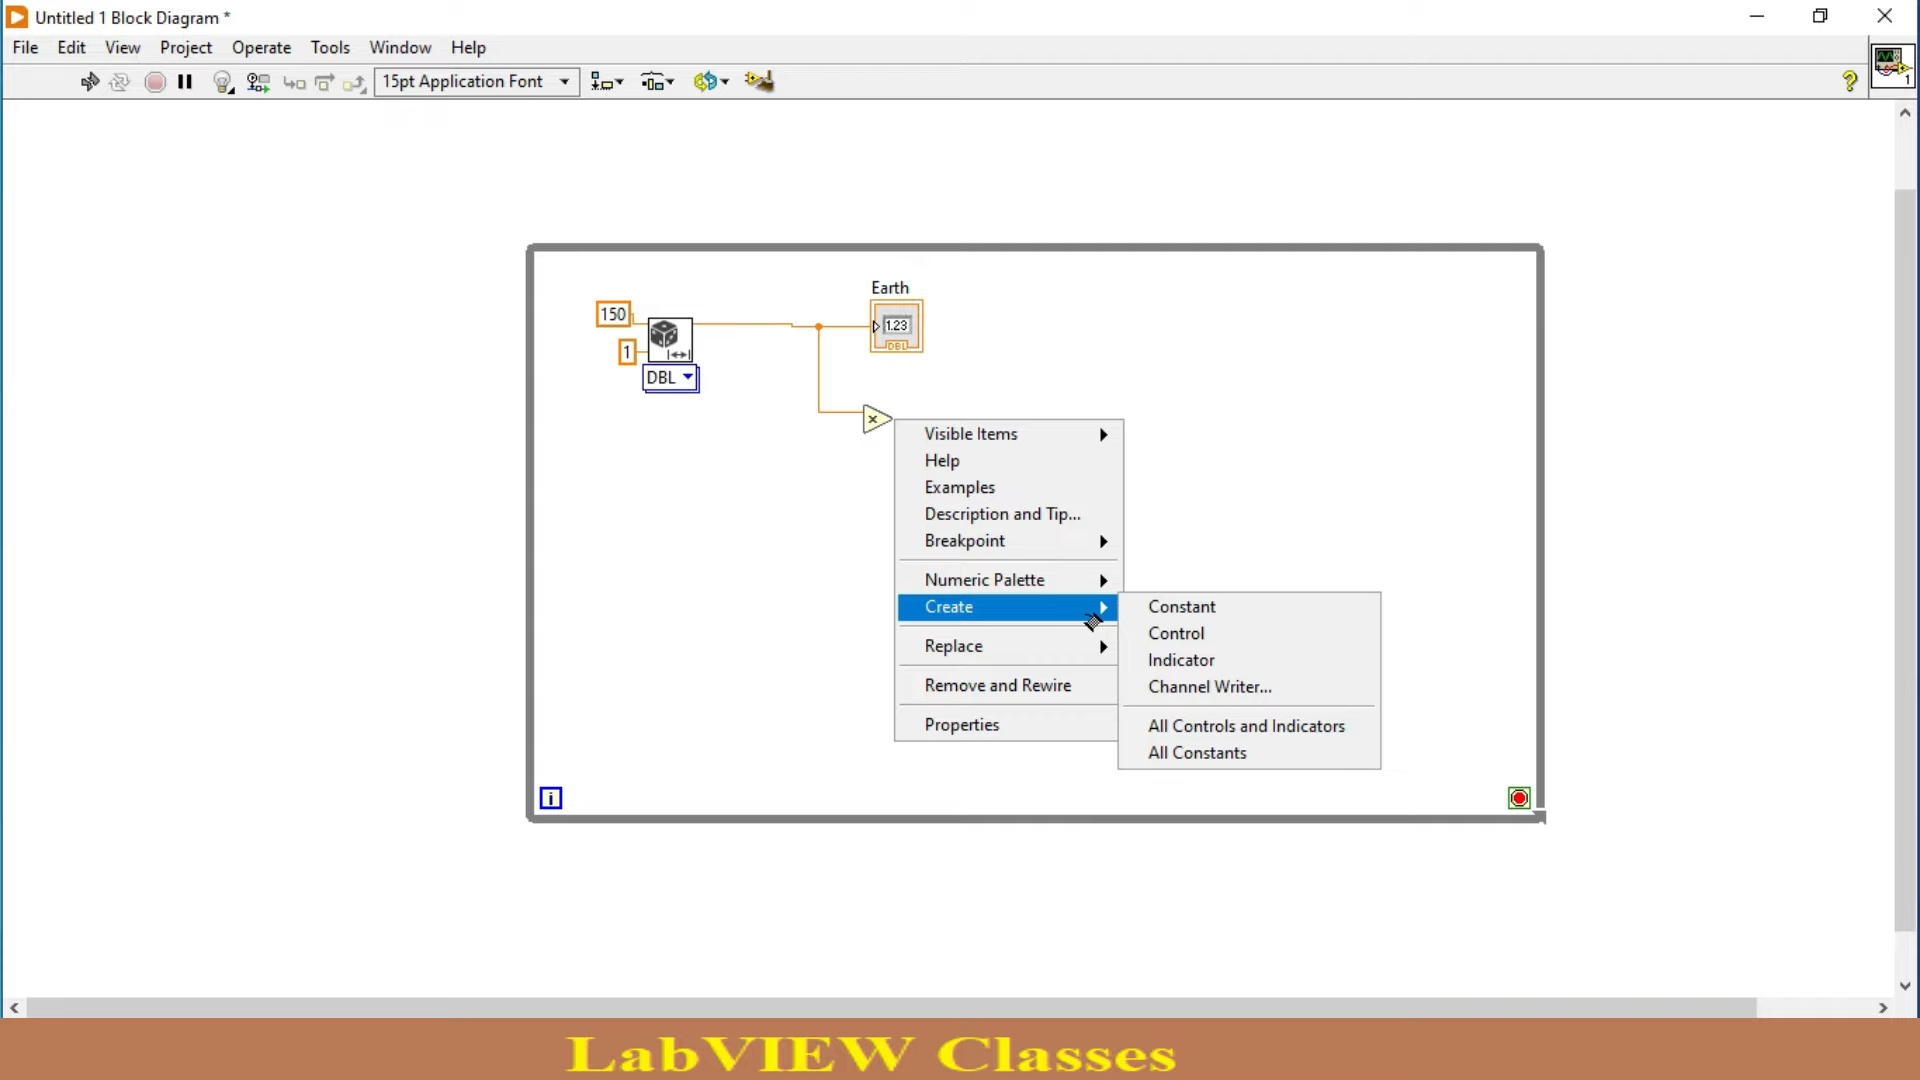 Untitled 1 Block Diagram *
File Edit View Project Operate Tools Window Help
15pt Application Font
1
Earth
150
1.23
DBL
1
DBL
Visible Items
Help
Examples
Description and Tip...
Breakpoint
Numeric Palette
Create
Replace
Remove and Rewire
Properties
Constant
Control
Indicator
Channel Writer...
All Controls and Indicators
All Constants
i
LabVIEW Classes